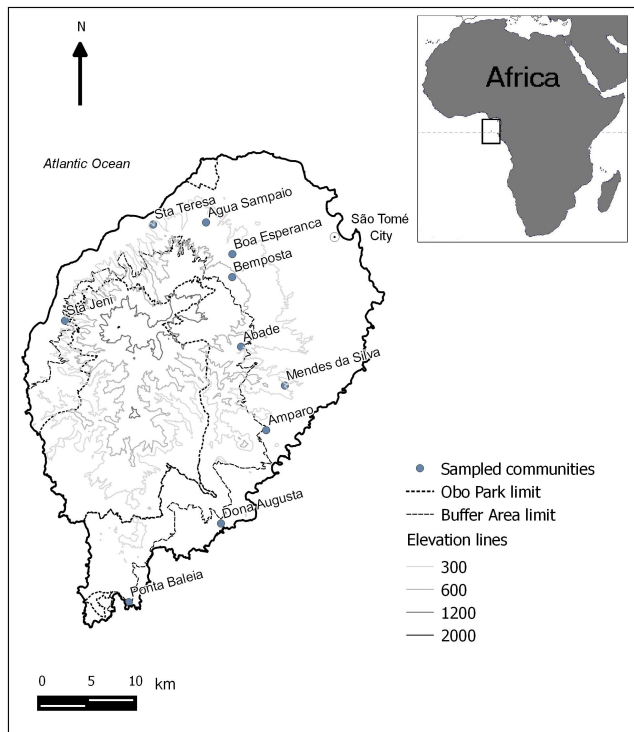 N
Africa
Atlantic Ocean
Sta Teresa
Agua Sampaio
São Tomé
City
Boa Esperanca
Bemposta
Sta Jeni
Abade
Mendes da Silva
Amparo
Dona Augusta
Ponta Baleia
Sampled communities
Obo Park limit
Buffer Area limit
Elevation lines
300
600
1200
2000
0 5 10 km